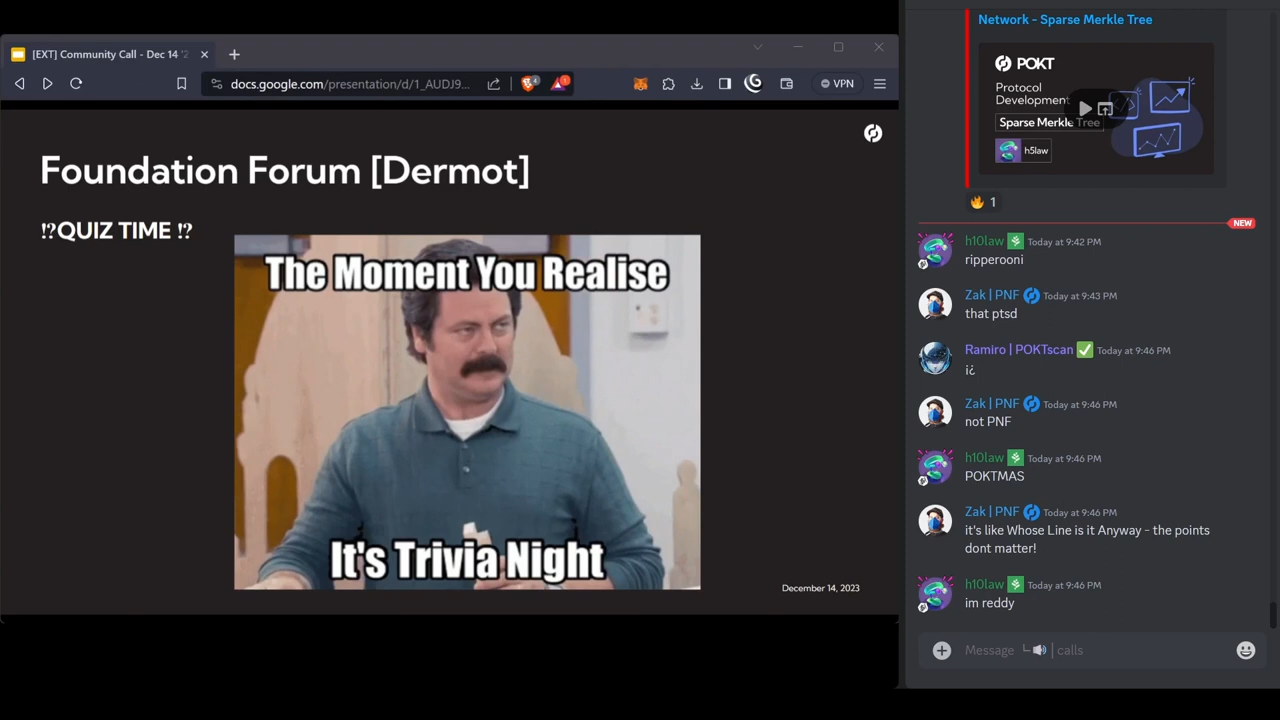 [EXT] Community Call - Dec 14 '2
docs.google.com/presentation/d/1_AUDJ9...
4
1
VPN
Foundation Forum [Dermot]
⁉QUIZ TIME ⁉
The Moment You Realise
It's Trivia Night
December 14, 2023
Network - Sparse Merkle Tree
POKT
Protocol
Development
Sparse Merkle Tree
h5law
🔥 1
NEW
h10law Today at 9:42 PM
ripperooni
Zak | PNF Today at 9:43 PM
that ptsd
Ramiro | POKTscan ✅ Today at 9:46 PM
¡¿
Zak | PNF Today at 9:46 PM
not PNF
h10law Today at 9:46 PM
POKTMAS
Zak | PNF Today at 9:46 PM
it's like Whose Line is it Anyway - the points
dont matter!
h10law Today at 9:46 PM
im reddy
Message └🔊│calls